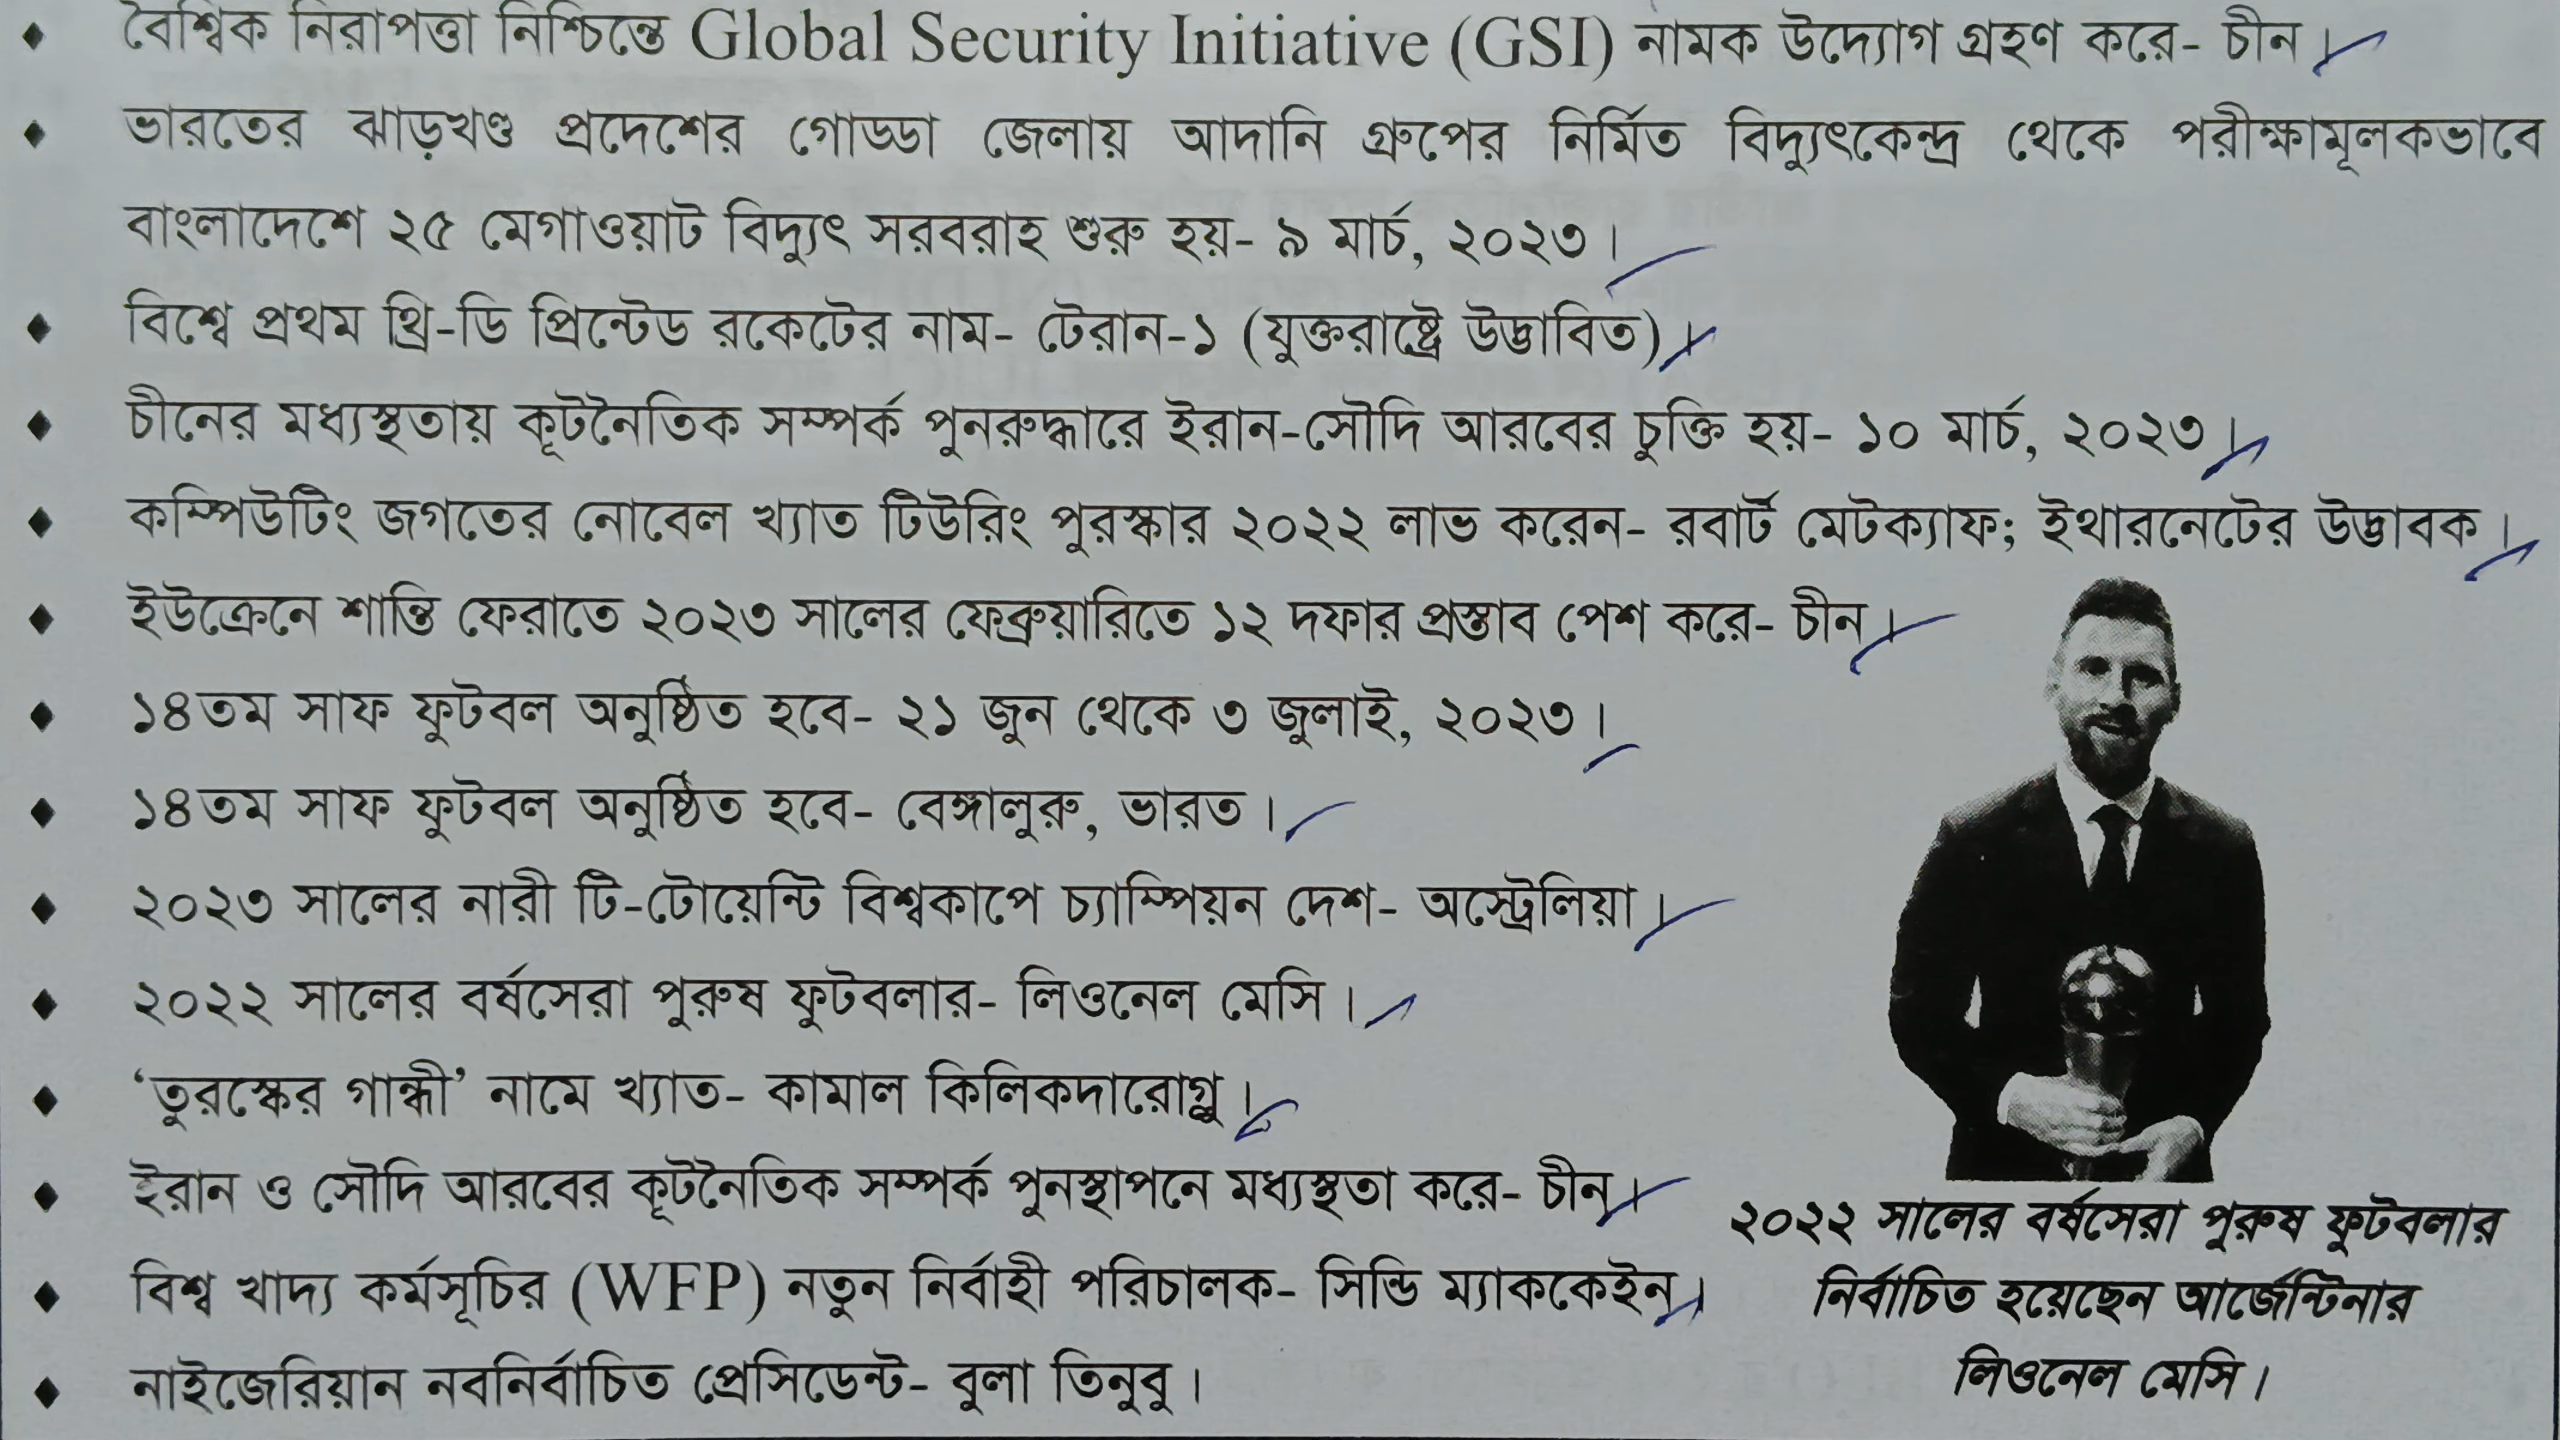 ♦ বৈশ্বিক নিরাপত্তা নিশ্চিন্তে Global Security Initiative (GSI) নামক উদ্যোগ গ্রহণ করে- চীন।
♦ ভারতের ঝাড়খণ্ড প্রদেশের গোড্ডা জেলায় আদানি গ্রুপের নির্মিত বিদ্যুৎকেন্দ্র থেকে পরীক্ষামূলকভাবে
বাংলাদেশে ২৫ মেগাওয়াট বিদ্যুৎ সরবরাহ শুরু হয়- ৯ মার্চ, ২০২৩।
♦ বিশ্বে প্রথম থ্রি-ডি প্রিন্টেড রকেটের নাম- টেরান-১ (যুক্তরাষ্ট্রে উদ্ভাবিত)।
♦ চীনের মধ্যস্থতায় কূটনৈতিক সম্পর্ক পুনরুদ্ধারে ইরান-সৌদি আরবের চুক্তি হয়- ১০ মার্চ, ২০২৩।
♦ কম্পিউটিং জগতের নোবেল খ্যাত টিউরিং পুরস্কার ২০২২ লাভ করেন- রবার্ট মেটক্যাফ; ইথারনেটের উদ্ভাবক।
♦ ইউক্রেনে শান্তি ফেরাতে ২০২৩ সালের ফেব্রুয়ারিতে ১২ দফার প্রস্তাব পেশ করে- চীন।
♦ ১৪তম সাফ ফুটবল অনুষ্ঠিত হবে- ২১ জুন থেকে ৩ জুলাই, ২০২৩।
♦ ১৪তম সাফ ফুটবল অনুষ্ঠিত হবে- বেঙ্গালুরু, ভারত।
♦ ২০২৩ সালের নারী টি-টোয়েন্টি বিশ্বকাপে চ্যাম্পিয়ন দেশ- অস্ট্রেলিয়া।
♦ ২০২২ সালের বর্ষসেরা পুরুষ ফুটবলার- লিওনেল মেসি।
♦ ‘তুরস্কের গান্ধী’ নামে খ্যাত- কামাল কিলিকদারোগ্লু।
♦ ইরান ও সৌদি আরবের কূটনৈতিক সম্পর্ক পুনস্থাপনে মধ্যস্থতা করে- চীন।
♦ বিশ্ব খাদ্য কর্মসূচির (WFP) নতুন নির্বাহী পরিচালক- সিন্ডি ম্যাককেইন।
♦ নাইজেরিয়ান নবনির্বাচিত প্রেসিডেন্ট- বুলা তিনুবু।
২০২২ সালের বর্ষসেরা পুরুষ ফুটবলার
নির্বাচিত হয়েছেন আর্জেন্টিনার
লিওনেল মেসি।